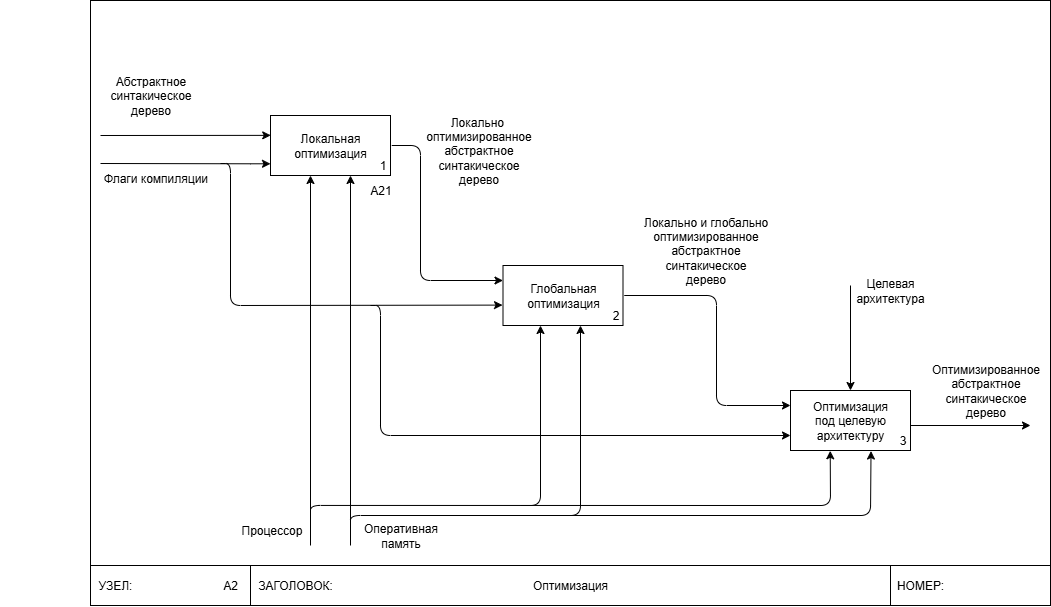 Абстрактное
синтакическое
дерево
Флаги компиляции
Локальная
оптимизация
1
A21
Локально
оптимизированное
абстрактное
синтакическое
дерево
Локально и глобально
оптимизированное
абстрактное
синтакическое
дерево
Глобальная
оптимизация
2
Целевая
архитектура
Оптимизация
под целевую
архитектуру
3
Оптимизированное
абстрактное
синтакическое
дерево
Процессор
Оперативная
память
УЗЕЛ: A2
ЗАГОЛОВОК: Оптимизация
НОМЕР: